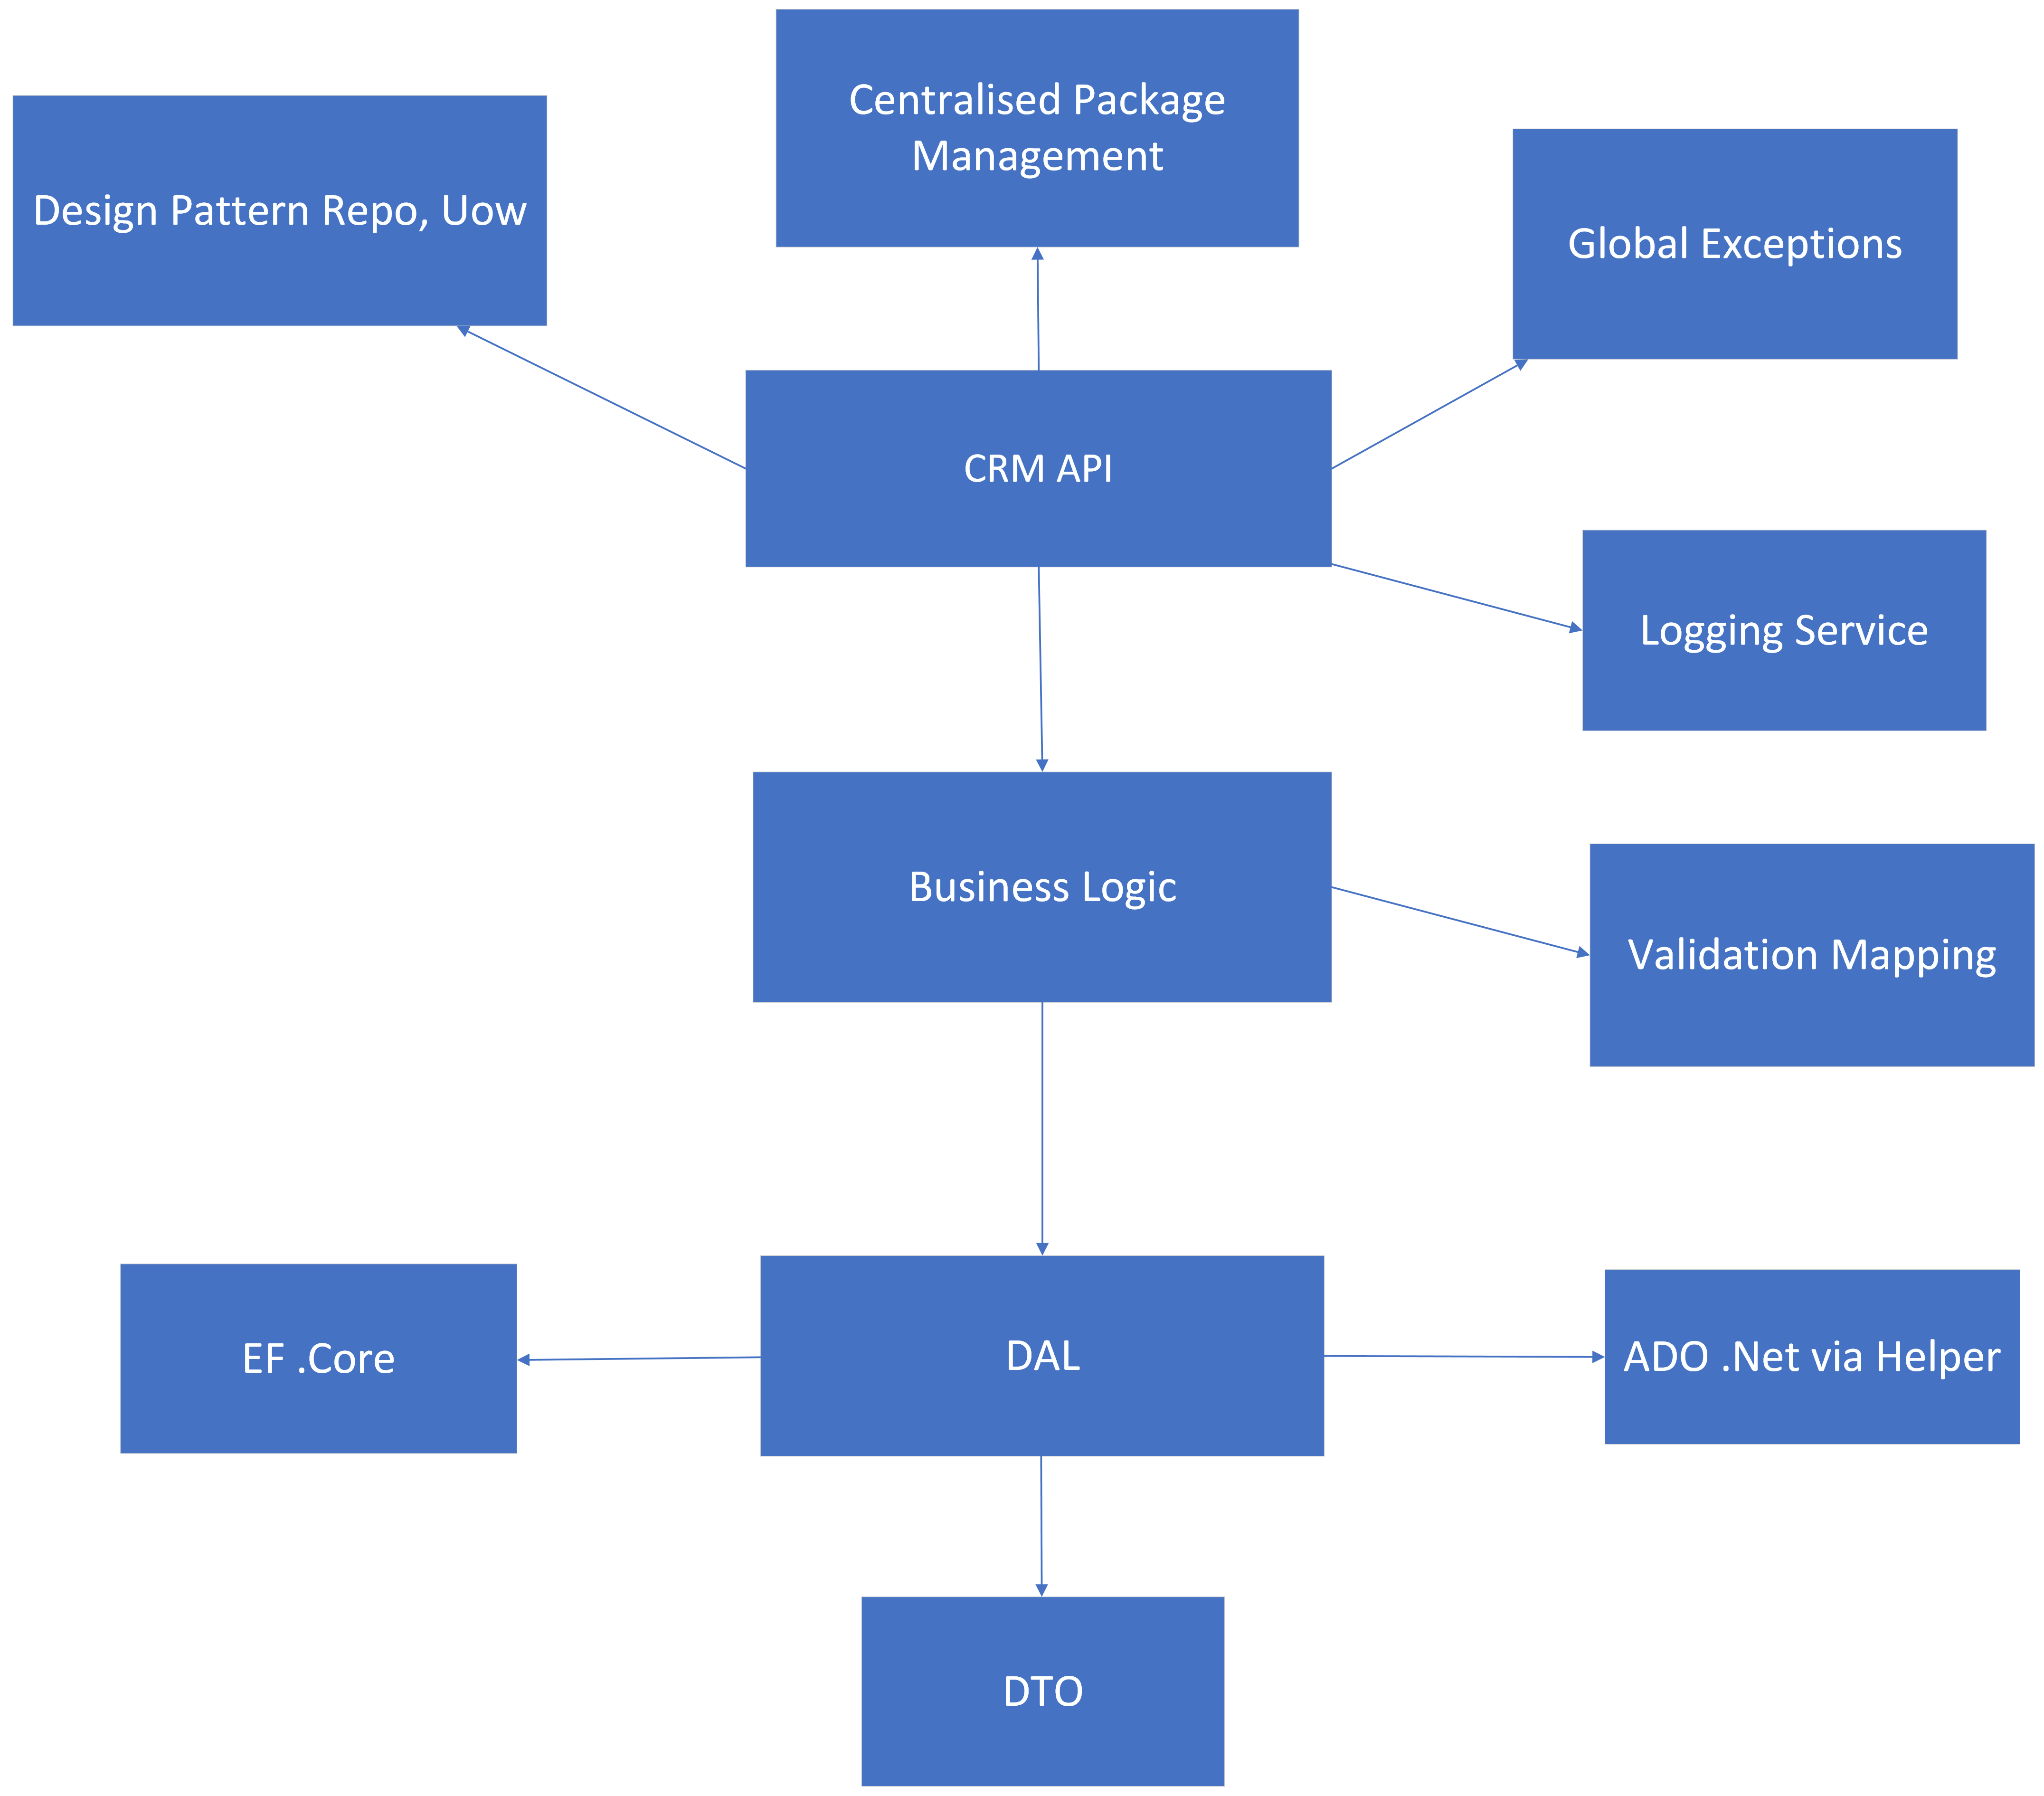 Centralised Package
Management
Design Pattern Repo, Uow
Global Exceptions
CRM API
Logging Service
Business Logic
Validation Mapping
EF .Core
DAL
ADO .Net via Helper
DTO